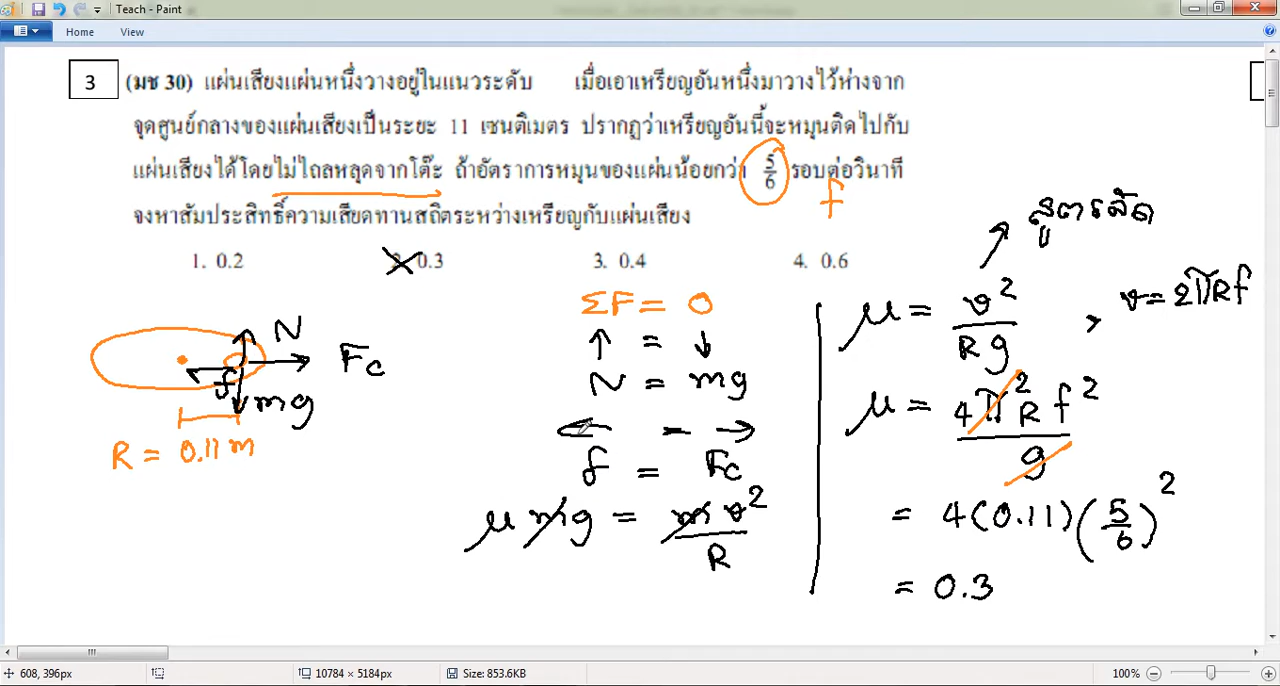 Teach - Paint
Home View
3 (มช 30) แผ่นเสียงแผ่นหนึ่งวางอยู่ในแนวระดับ เมื่อเอาเหรียญอันหนึ่งมาวางไว้ห่างจาก
จุดศูนย์กลางของแผ่นเสียงเป็นระยะ 11 เซนติเมตร ปรากฏว่าเหรียญอันนี้จะหมุนติดไปกับ
แผ่นเสียงได้โดยไม่ไถลหลุดจากโต๊ะ ถ้าอัตราการหมุนของแผ่นน้อยกว่า 5/6 รอบต่อวินาที
f
จงหาสัมประสิทธิ์ความเสียดทานสถิตระหว่างเหรียญกับแผ่นเสียง
1. 0.2 2. 0.3 3. 0.4 4. 0.6
N
Fc
f
mg
R = 0.11 m
ΣF = 0
↑ = ↓
N = mg
← = →
f = Fc
μmg = mv²/R
สูตรลัด
μ = v²/Rg , v = 2πRf
μ = 4π²Rf²/g
= 4(0.11)(5/6)²
= 0.3
608, 396px 10784 × 5184px Size: 853.6KB 100%